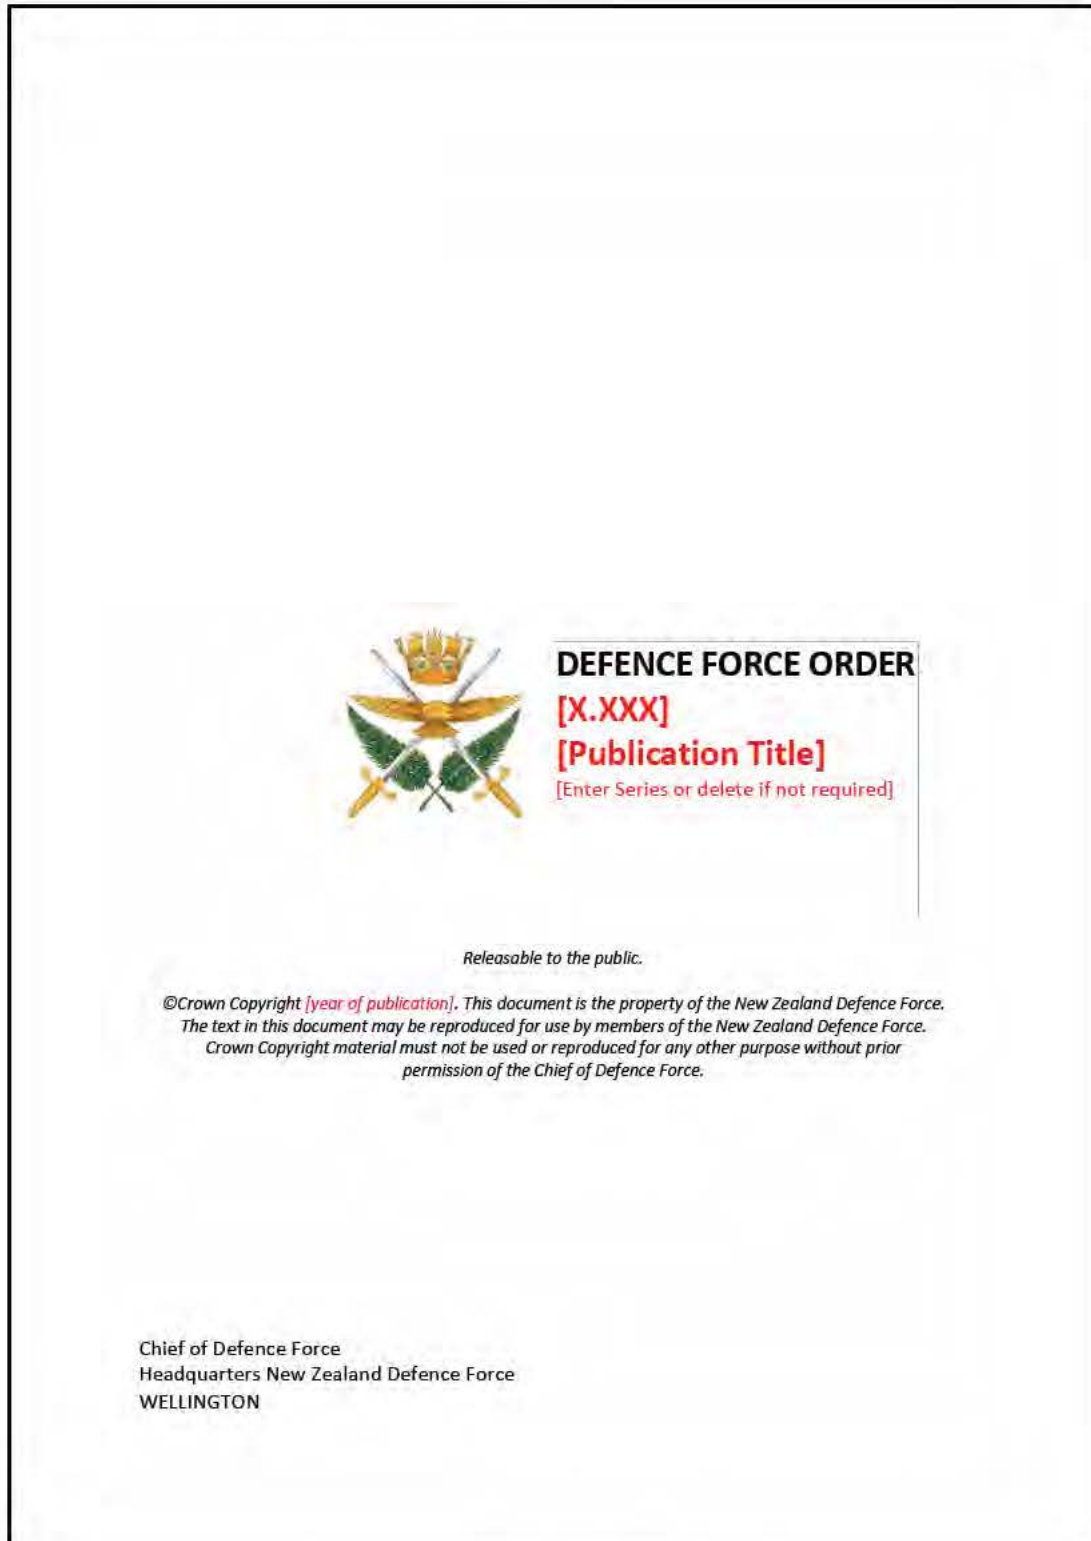 DEFENCE FORCE ORDER
[X.XXX]
[Publication Title]
[Enter Series or delete if not required]
Releasable to the public.
©Crown Copyright [year of publication]. This document is the property of the New Zealand Defence Force.
The text in this document may be reproduced for use by members of the New Zealand Defence Force.
Crown Copyright material must not be used or reproduced for any other purpose without prior
permission of the Chief of Defence Force.
Chief of Defence Force
Headquarters New Zealand Defence Force
WELLINGTON